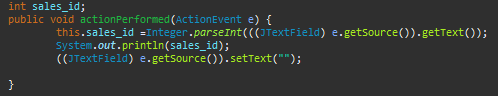 int sales_id;
public void actionPerformed(ActionEvent e) {
this.sales_id =Integer.parseInt(((JTextField) e.getSource()).getText());
System.out.println(sales_id);
((JTextField) e.getSource()).setText("");
}